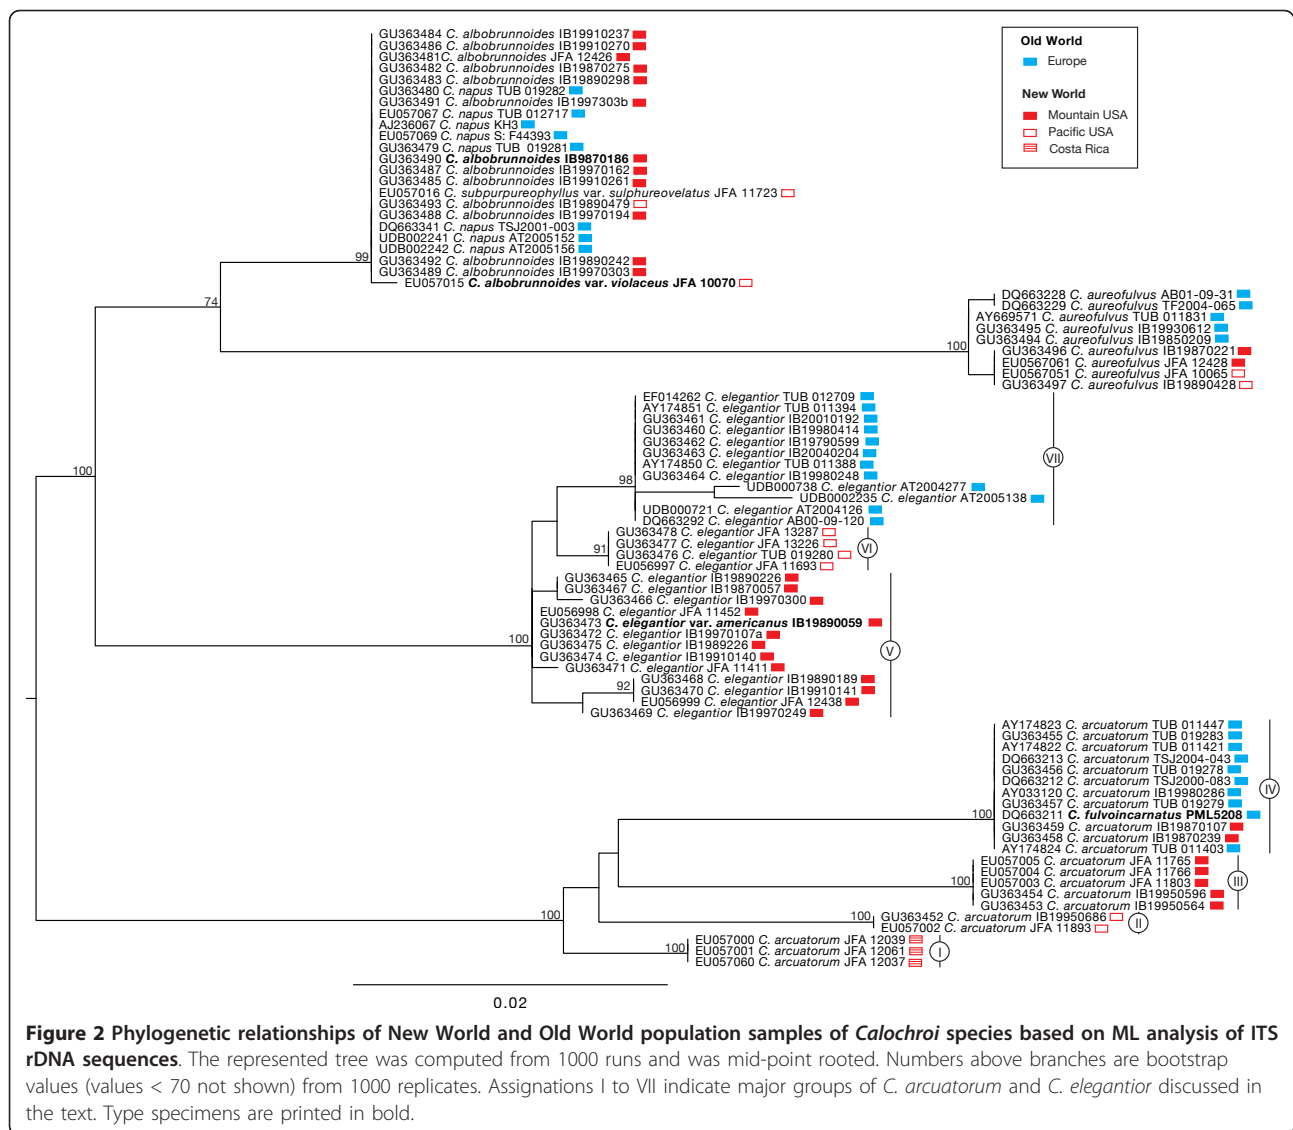 GU363484 C. albobrunnoides IB19910237
GU363486 C. albobrunnoides IB19910270
GU363481C. albobrunnoides JFA 12426
GU363482 C. albobrunnoides IB19870275
GU363483 C. albobrunnoides IB19890298
GU363480 C. napus TUB 019282
GU363491 C. albobrunnoides IB1997303b
EU057067 C. napus TUB 012717
AJ236067 C. napus KH3
EU057069 C. napus S: F44393
GU363479 C. napus TUB 019281
GU363490 C. albobrunnoides IB9870186
GU363487 C. albobrunnoides IB19970162
GU363485 C. albobrunnoides IB19910261
EU057016 C. subpurpureophyllus var. sulphureovelatus JFA 11723
GU363493 C. albobrunnoides IB19890479
GU363488 C. albobrunnoides IB19970194
DQ663341 C. napus TSJ2001-003
UDB002241 C. napus AT2005152
UDB002242 C. napus AT2005156
99
GU363492 C. albobrunnoides IB19890242
GU363489 C. albobrunnoides IB19970303
EU057015 C. albobrunnoides var. violaceus JFA 10070
Old World
Europe
New World
Mountain USA
Pacific USA
Costa Rica
74
DQ663228 C. aureofulvus AB01-09-31
DQ663229 C. aureofulvus TF2004-065
AY669571 C. aureofulvus TUB 011831
GU363495 C. aureofulvus IB19930612
GU363494 C. aureofulvus IB19850209
100
GU363496 C. aureofulvus IB19870221
EU0567061 C. aureofulvus JFA 12428
EU0567051 C. aureofulvus JFA 10065
GU363497 C. aureofulvus IB19890428
100
EF014262 C. elegantior TUB 012709
AY174851 C. elegantior TUB 011394
GU363461 C. elegantior IB20010192
GU363460 C. elegantior IB19980414
GU363462 C. elegantior IB19790599
GU363463 C. elegantior IB20040204
AY174850 C. elegantior TUB 011388
GU363464 C. elegantior IB19980248
98
UDB000738 C. elegantior AT2004277
UDB0002235 C. elegantior AT2005138
UDB000721 C. elegantior AT2004126
DQ663292 C. elegantior AB00-09-120
VII
GU363478 C. elegantior JFA 13287
GU363477 C. elegantior JFA 13226
91
GU363476 C. elegantior TUB 019280
EU056997 C. elegantior JFA 11693
VI
GU363465 C. elegantior IB19890226
GU363467 C. elegantior IB19870057
GU363466 C. elegantior IB19970300
EU056998 C. elegantior JFA 11452
GU363473 C. elegantior var. americanus IB19890059
GU363472 C. elegantior IB19970107a
100
GU363475 C. elegantior IB1989226
GU363474 C. elegantior IB19910140
GU363471 C. elegantior JFA 11411
GU363468 C. elegantior IB19890189
92
GU363470 C. elegantior IB19910141
EU056999 C. elegantior JFA 12438
GU363469 C. elegantior IB19970249
V
AY174823 C. arcuatorum TUB 011447
GU363455 C. arcuatorum TUB 019283
AY174822 C. arcuatorum TUB 011421
DQ663213 C. arcuatorum TSJ2004-043
GU363456 C. arcuatorum TUB 019278
DQ663212 C. arcuatorum TSJ2000-083
AY033120 C. arcuatorum IB19980286
GU363457 C. arcuatorum TUB 019279
100
DQ663211 C. fulvoincarnatus PML5208
GU363459 C. arcuatorum IB19870107
GU363458 C. arcuatorum IB19870239
AY174824 C. arcuatorum TUB 011403
IV
EU057005 C. arcuatorum JFA 11765
EU057004 C. arcuatorum JFA 11766
100
EU057003 C. arcuatorum JFA 11803
GU363454 C. arcuatorum IB19950596
GU363453 C. arcuatorum IB19950564
III
100
100
GU363452 C. arcuatorum IB19950686
EU057002 C. arcuatorum JFA 11893
II
EU057000 C. arcuatorum JFA 12039
100
EU057001 C. arcuatorum JFA 12061
EU057060 C. arcuatorum JFA 12037
I
0.02
Figure 2 Phylogenetic relationships of New World and Old World population samples of Calochroi species based on ML analysis of ITS
rDNA sequences. The represented tree was computed from 1000 runs and was mid-point rooted. Numbers above branches are bootstrap
values (values < 70 not shown) from 1000 replicates. Assignations I to VII indicate major groups of C. arcuatorum and C. elegantior discussed in
the text. Type specimens are printed in bold.